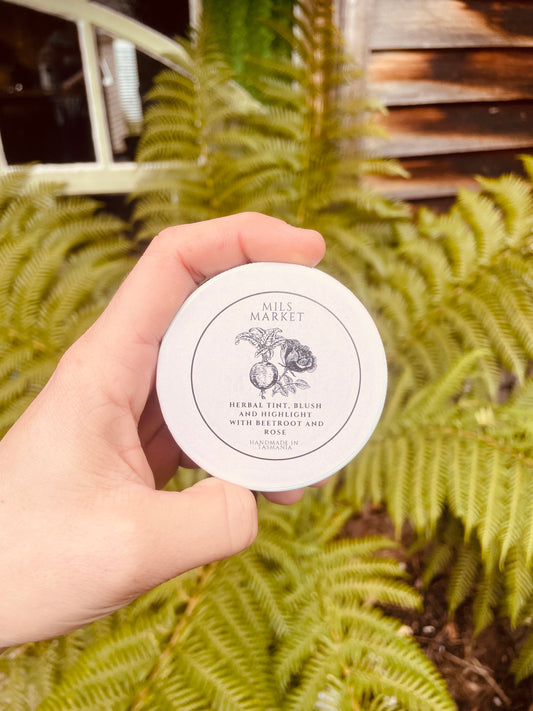 MILS
MARKET
HERBAL TINT, BLUSH
AND HIGHLIGHT
WITH BEETROOT AND
ROSE
HANDMADE IN
TASMANIA